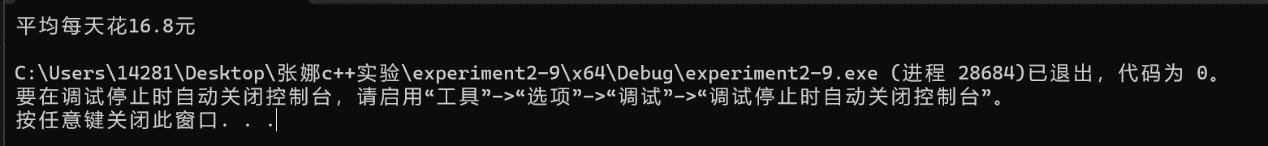 平均每天花16.8元
C:\Users\14281\Desktop\张娜c++实验\experiment2-9\x64\Debug\experiment2-9.exe (进程 28684)已退出，代码为 0。
要在调试停止时自动关闭控制台，请启用“工具”->“选项”->“调试”->“调试停止时自动关闭控制台”。
按任意键关闭此窗口. . .